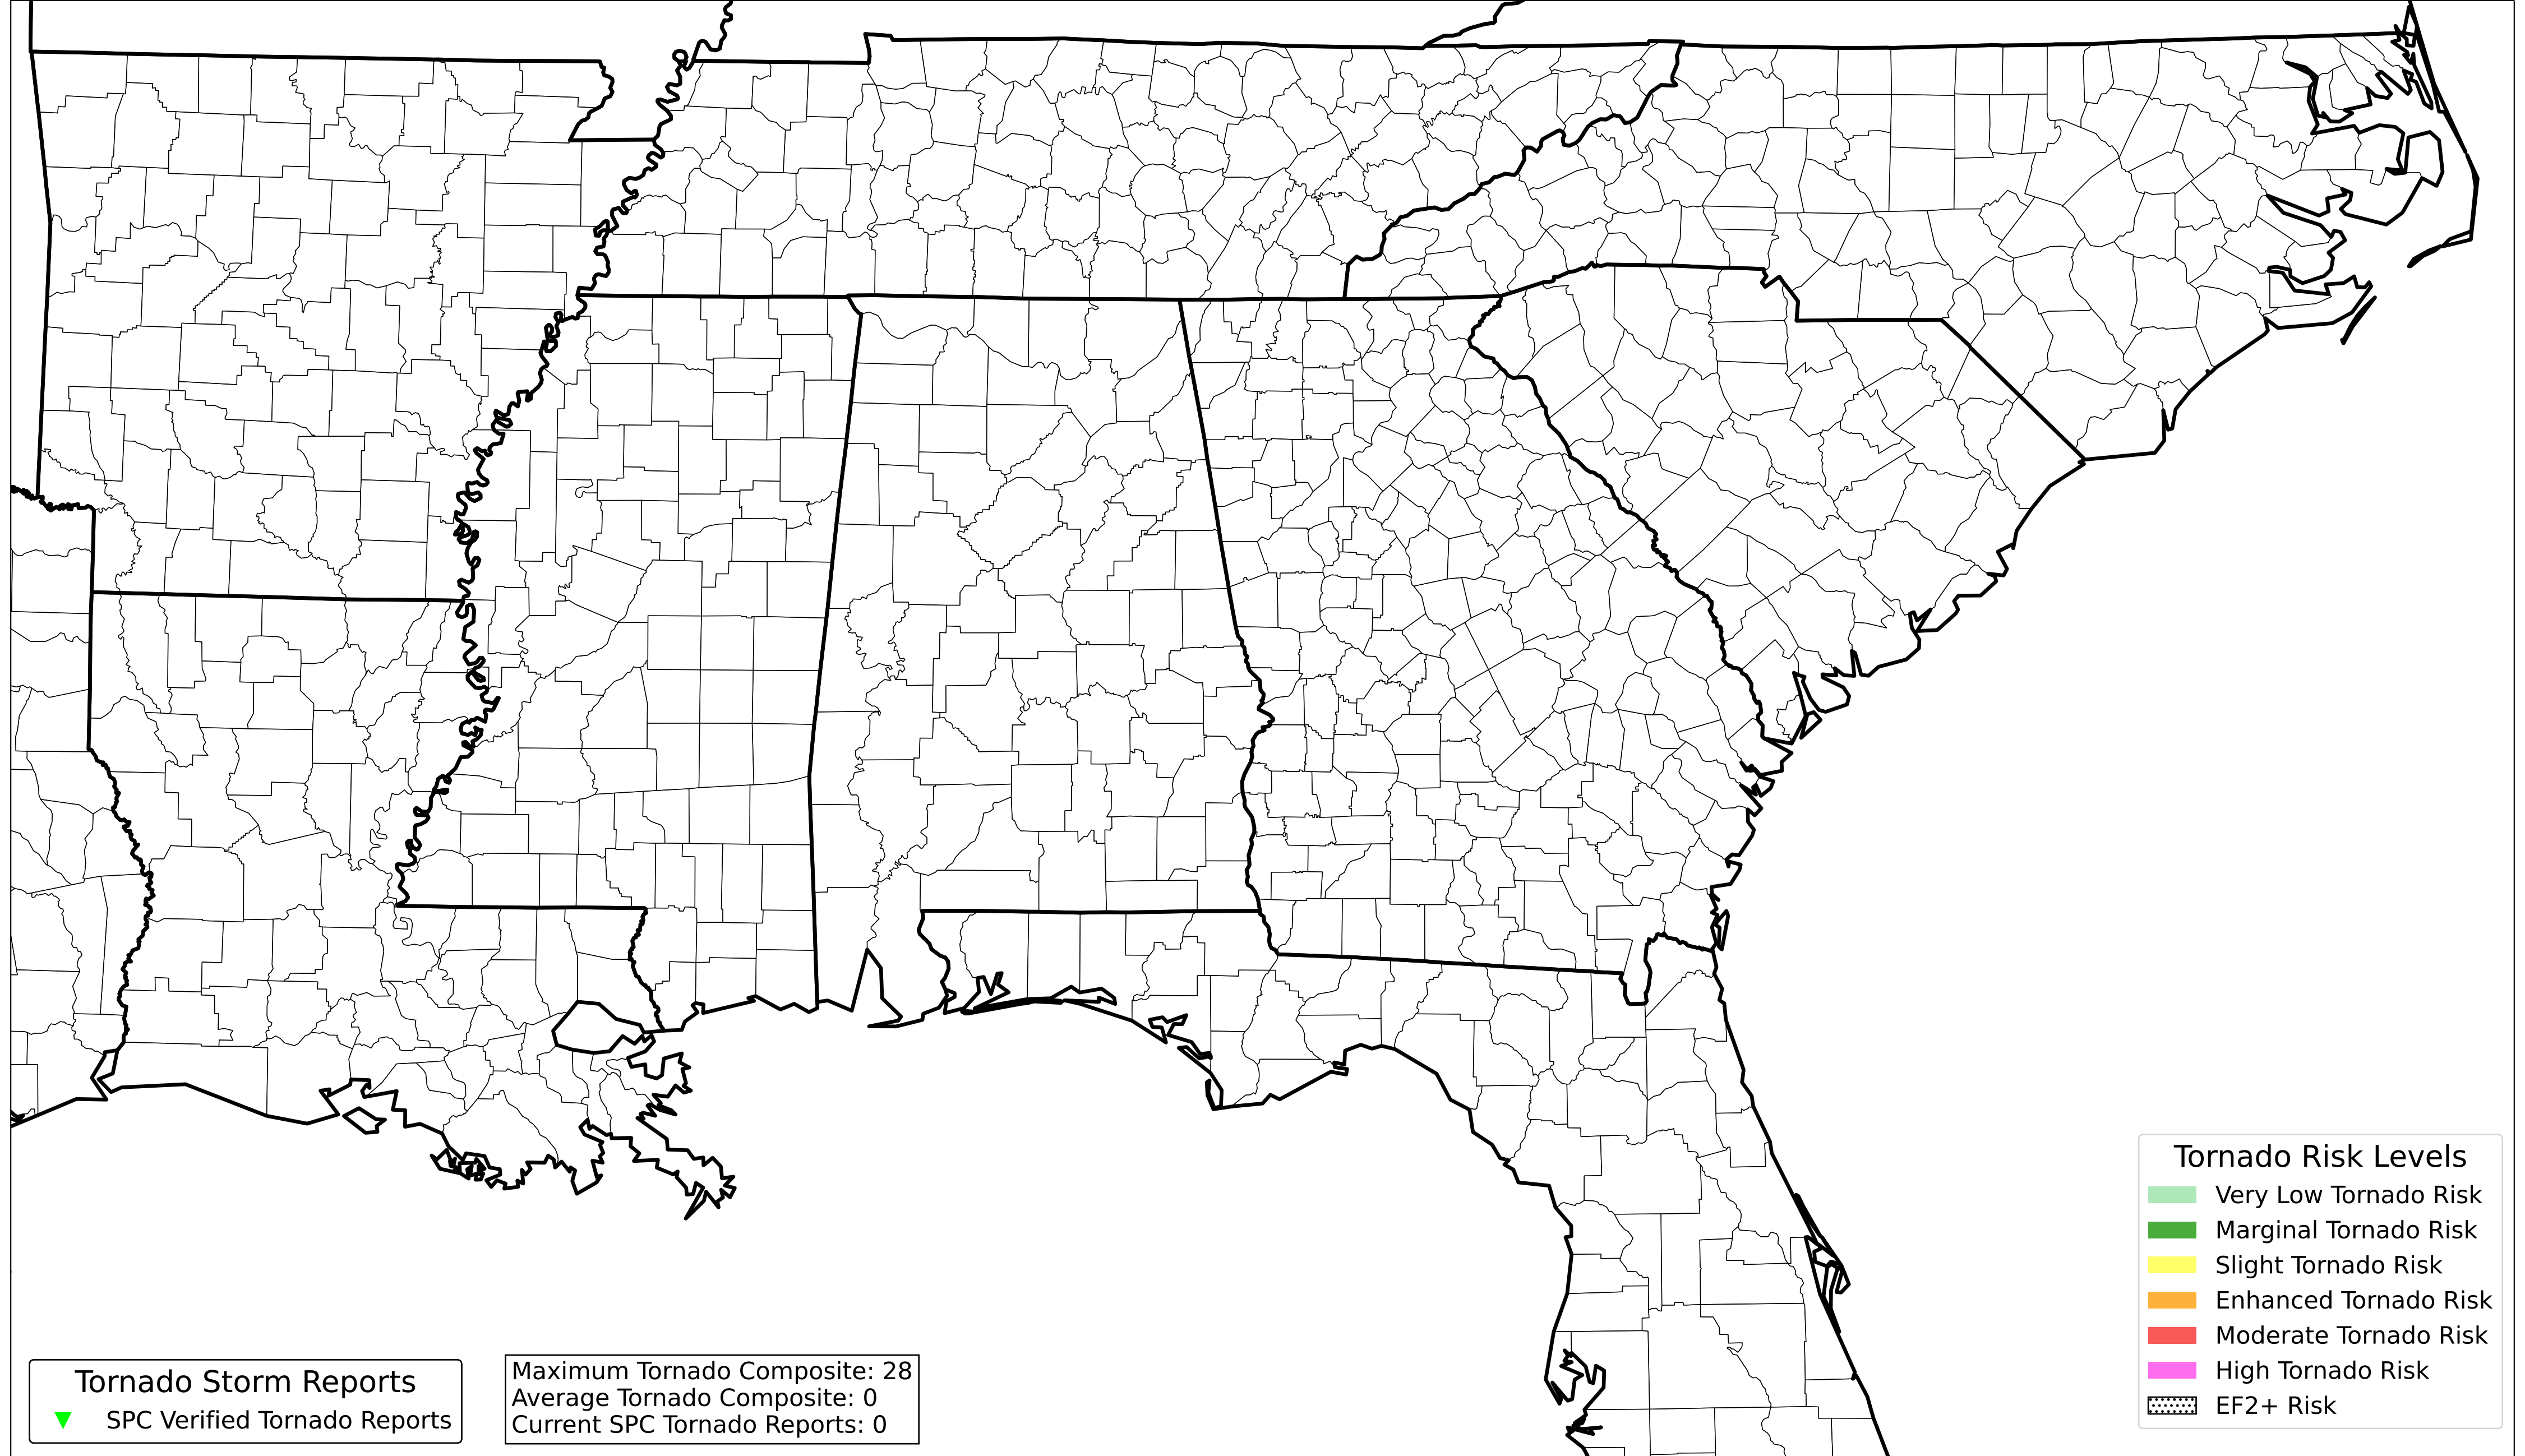 Tornado Storm Reports
SPC Verified Tornado Reports
Maximum Tornado Composite: 28
Average Tornado Composite: 0
Current SPC Tornado Reports: 0
Tornado Risk Levels
Very Low Tornado Risk
Marginal Tornado Risk
Slight Tornado Risk
Enhanced Tornado Risk
Moderate Tornado Risk
High Tornado Risk
EF2+ Risk